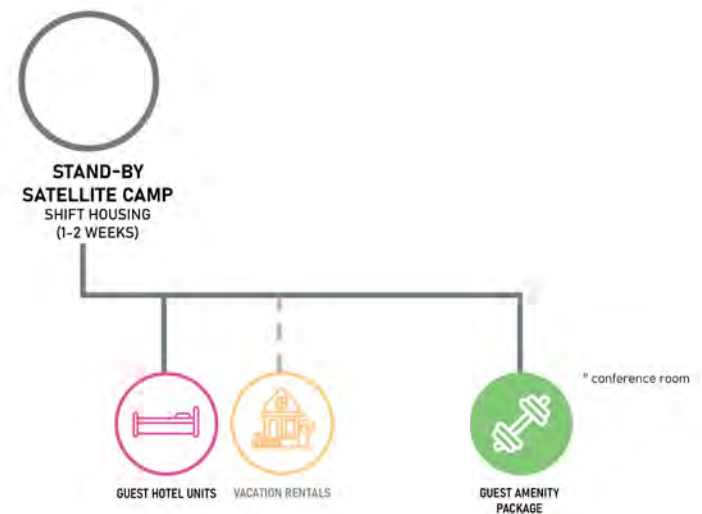 STAND-BY
SATELLITE CAMP
SHIFT HOUSING
(1-2 WEEKS)
* conference room
GUEST HOTEL UNITS
VACATION RENTALS
GUEST AMENITY
PACKAGE